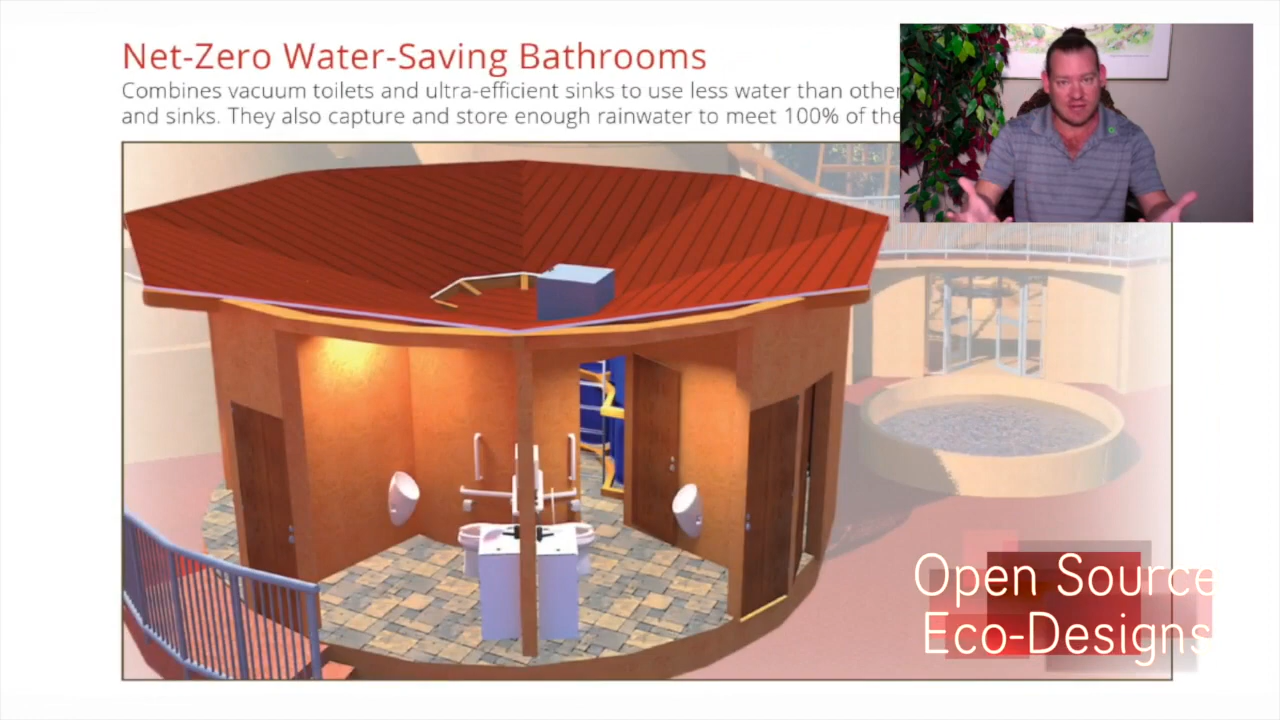 Net-Zero Water-Saving Bathrooms
Combines vacuum toilets and ultra-efficient sinks to use less water than other
and sinks. They also capture and store enough rainwater to meet 100% of the
Open Source
Eco-Designs